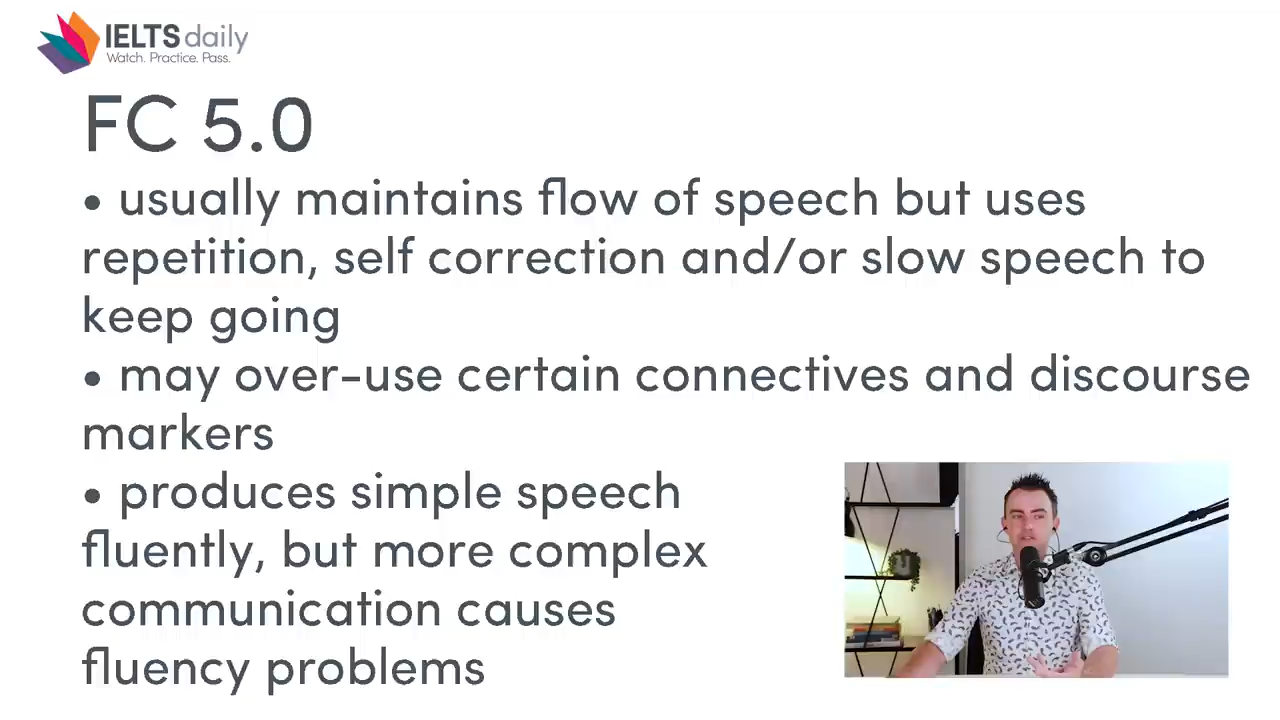 IELTS daily
Watch. Practice. Pass.
FC 5.0
• usually maintains flow of speech but uses
repetition, self correction and/or slow speech to
keep going
• may over-use certain connectives and discourse
markers
• produces simple speech
fluently, but more complex
communication causes
fluency problems